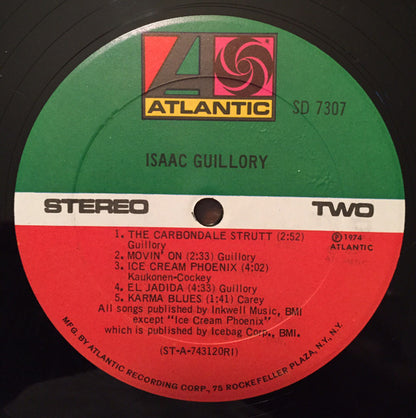 ATLANTIC
SD 7307
ISAAC GUILLORY
STEREO
TWO
1. THE CARBONDALE STRUTT (2:52)
Guillory
2. MOVIN' ON (2:33) Guillory
3. ICE CREAM PHOENIX (4:02)
Kaukonen-Cockey
4. EL JADIDA (4:33) Guillory
5. KARMA BLUES (1:41) Carey
All songs published by Inkwell Music, BMI
except "Ice Cream Phoenix"
which is published by Icebag Corp., BMI.
(ST-A-743120RI)
Ⓟ1974
ATLANTIC
MFG. BY ATLANTIC RECORDING CORP., 75 ROCKEFELLER PLAZA, N.Y., N.Y.